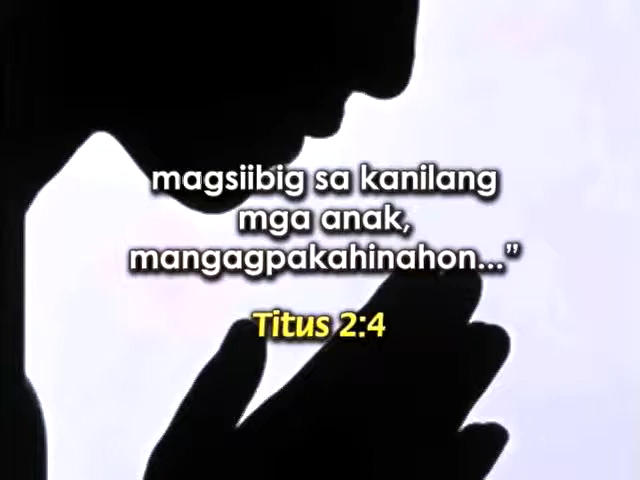 magsiibig sa kanilang
mga anak,
mangagpakahinahon..."
Titus 2:4